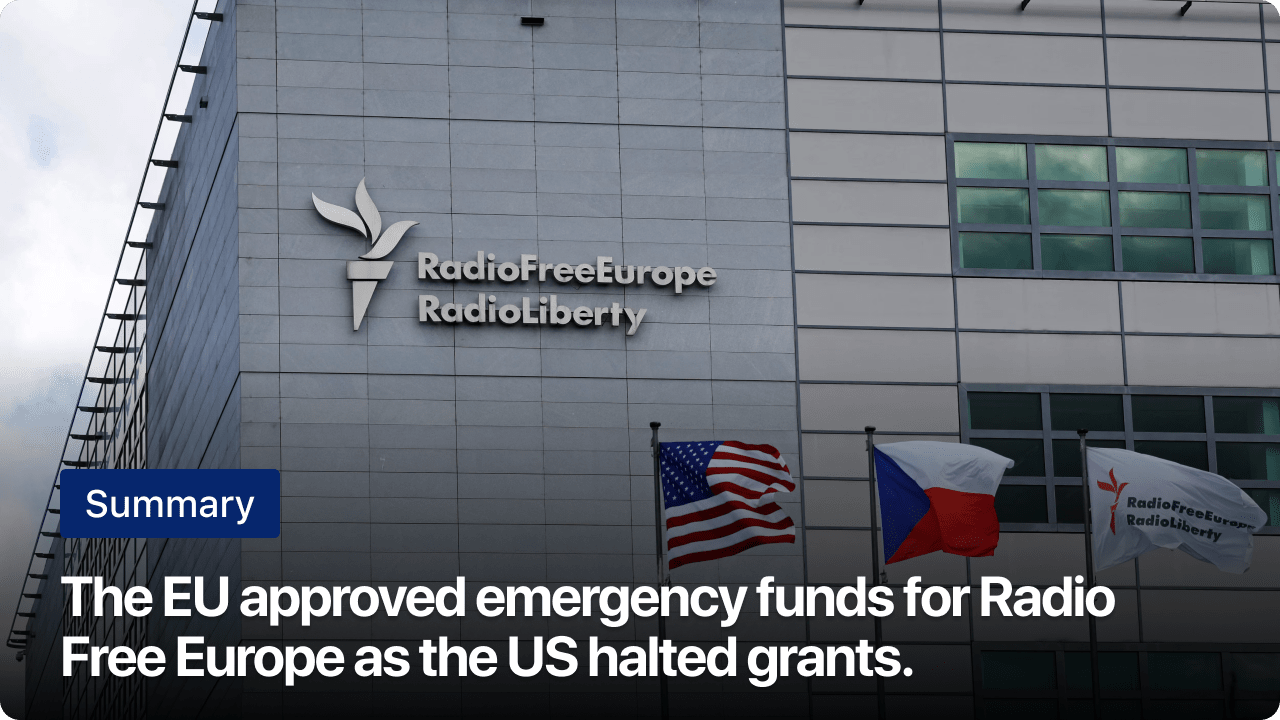 RadioFreeEurope
RadioLiberty
RadioFreeEurope
RadioLiberty
Summary
The EU approved emergency funds for Radio
Free Europe as the US halted grants.